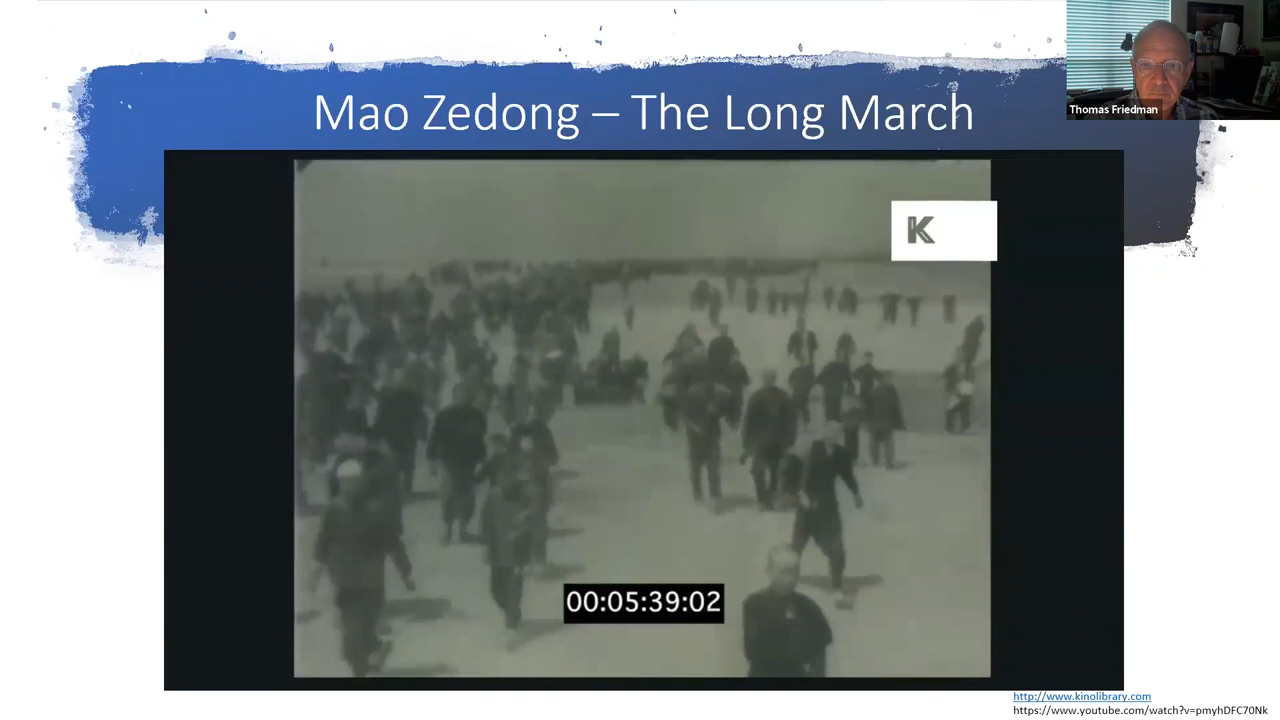 Mao Zedong – The Long March
Thomas Friedman
K
00:05:39:02
http://www.kinolibrary.com
https://www.youtube.com/watch?v=pmyhDFC70Nk